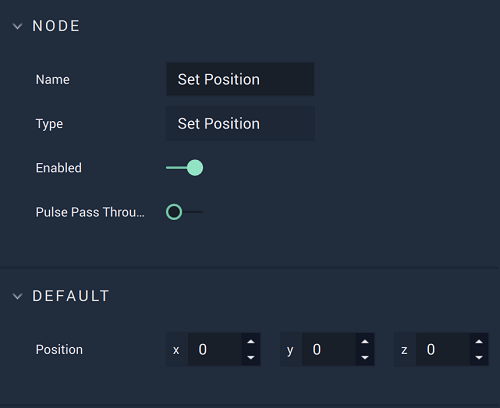 NODE
Name Set Position
Type Set Position
Enabled
Pulse Pass Throu...
DEFAULT
Position x 0 y 0 z 0